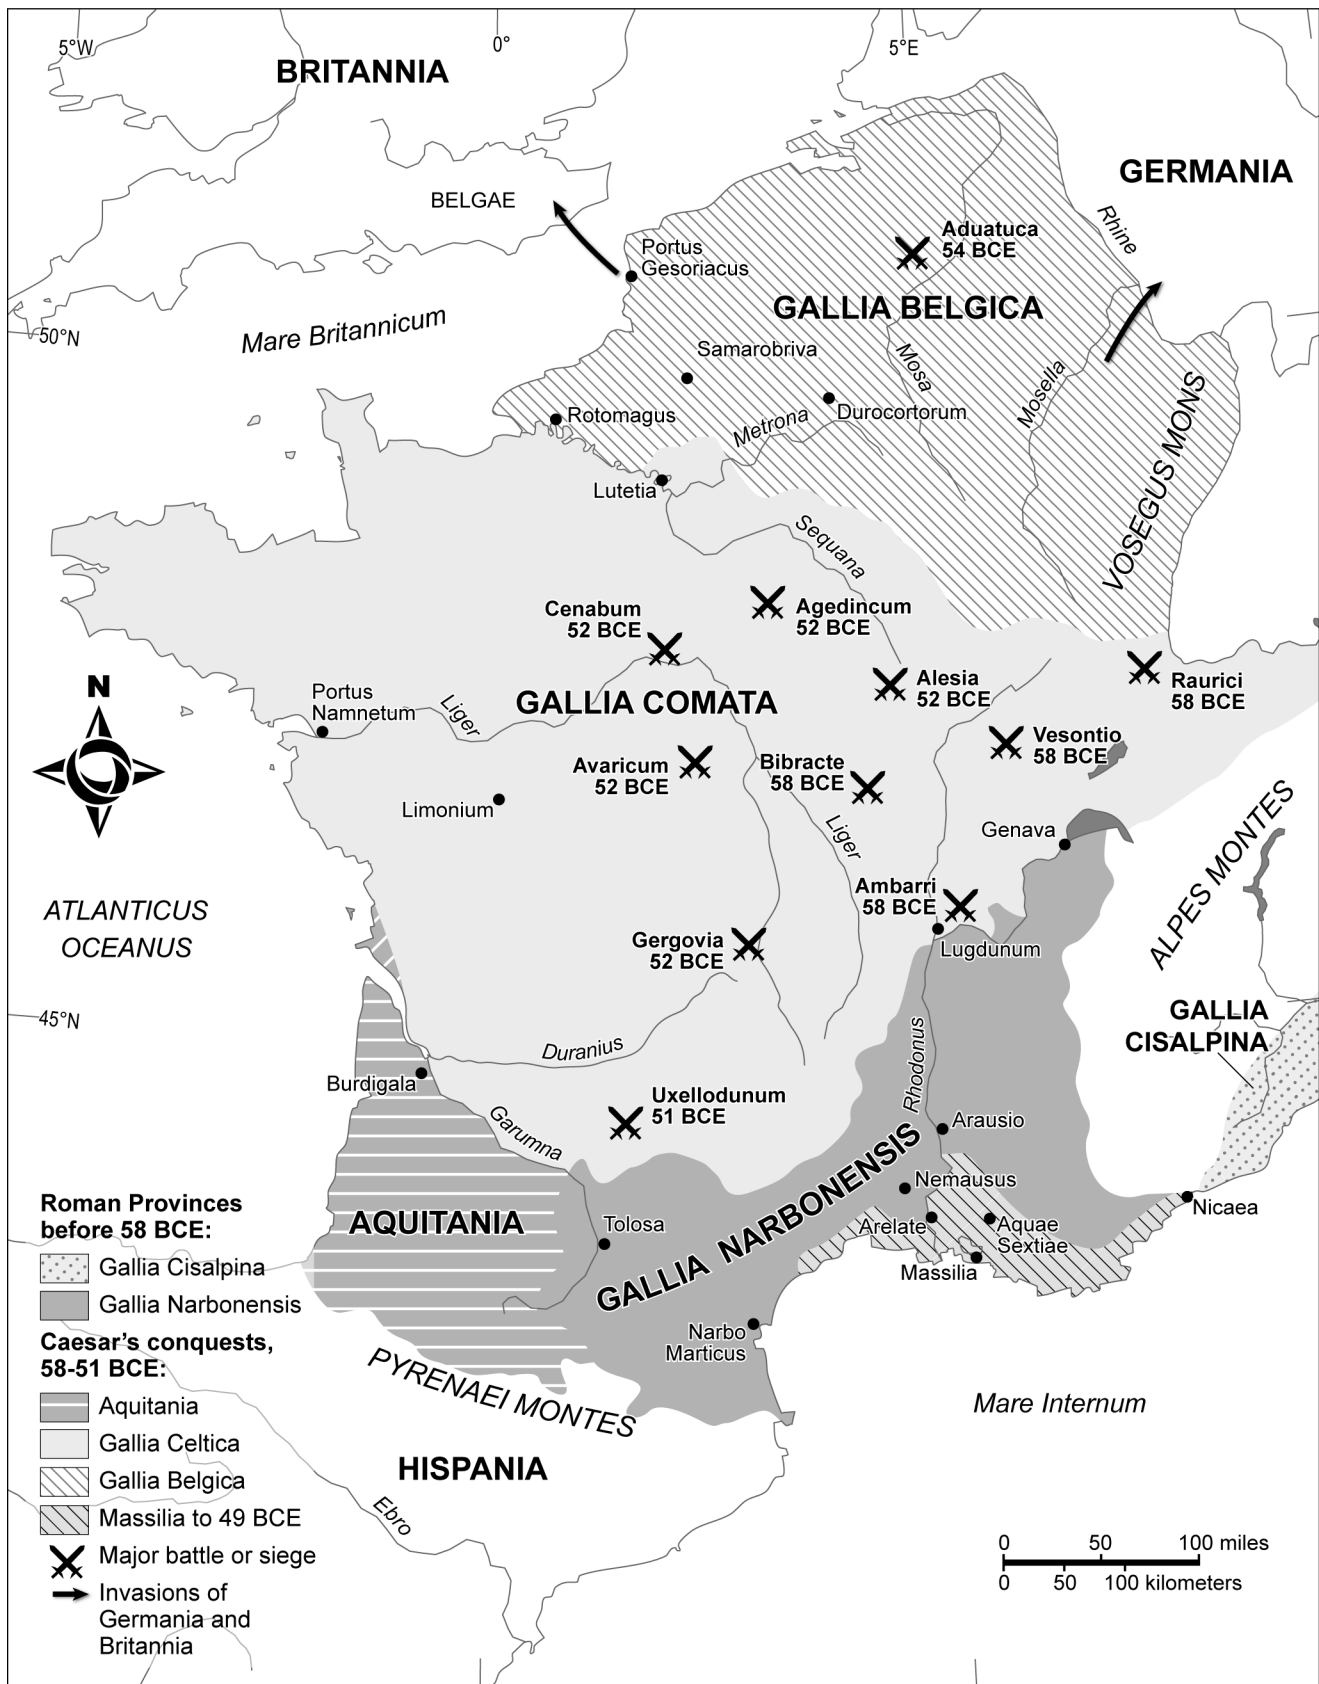 5°W
0°
5°E
BRITANNIA
GERMANIA
BELGAE
Rhine
Aduatuca
54 BCE
Portus
Gesoriacus
GALLIA BELGICA
50°N
Mare Britannicum
Samarobriva
Mosa
Mosella
Rotomagus
Metrona
Durocortorum
VOSEGUS MONS
Lutetia
Sequana
Cenabum
52 BCE
Agedincum
52 BCE
Alesia
52 BCE
Raurici
58 BCE
N
Portus
Namnetum
Liger
GALLIA COMATA
Vesontio
58 BCE
Avaricum
52 BCE
Bibracte
58 BCE
Limonium
Liger
Genava
ALPES MONTES
Ambarri
58 BCE
ATLANTICUS
OCEANUS
Gergovia
52 BCE
Lugdunum
45°N
GALLIA
CISALPINA
Duranius
Rhodonus
Burdigala
Uxellodunum
51 BCE
Garumna
Arausio
Nemausus
Nicaea
AQUITANIA
Tolosa
Arelate
Aquae
Sextiae
GALLIA NARBONENSIS
Massilia
Narbo
Marticus
PYRENAEI MONTES
Mare Internum
HISPANIA
Ebro
Roman Provinces
before 58 BCE:
Gallia Cisalpina
Gallia Narbonensis
Caesar’s conquests,
58-51 BCE:
Aquitania
Gallia Celtica
Gallia Belgica
Massilia to 49 BCE
Major battle or siege
Invasions of
Germania and
Britannia
0 50 100 miles
0 50 100 kilometers